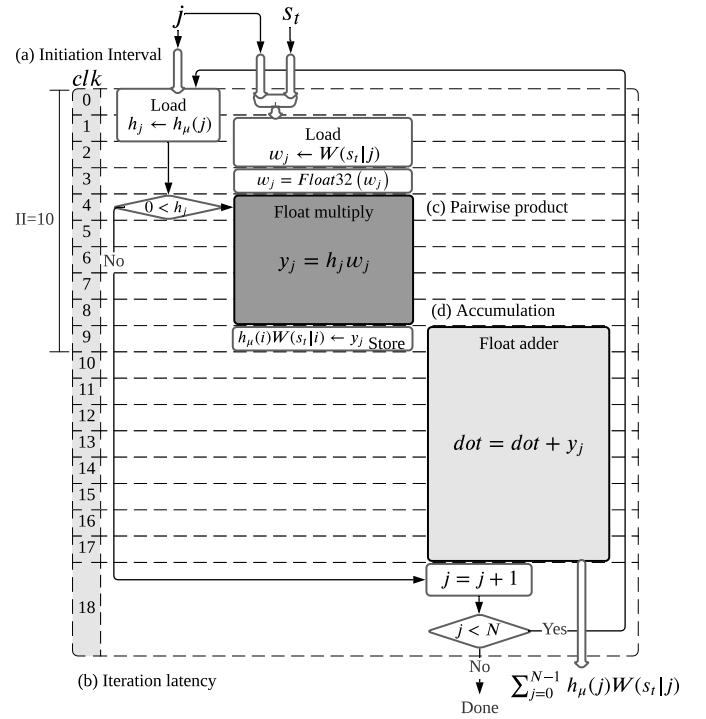 j
s_t
(a) Initiation Interval
clk
0
Load
h_j ← h_μ(j)
1
Load
2
w_j ← W(s_t|j)
3
w_j = Float32 (w_j)
4
0 < h_j
Float multiply
(c) Pairwise product
II=10
5
No
6
y_j = h_j w_j
7
8
(d) Accumulation
9
h_μ(i)W(s_t|i) ← y_j Store
Float adder
10
11
12
13
dot = dot + y_j
14
15
16
17
j = j + 1
18
j < N
Yes
No
(b) Iteration latency
∑_{j=0}^{N−1} h_μ(j)W(s_t|j)
Done